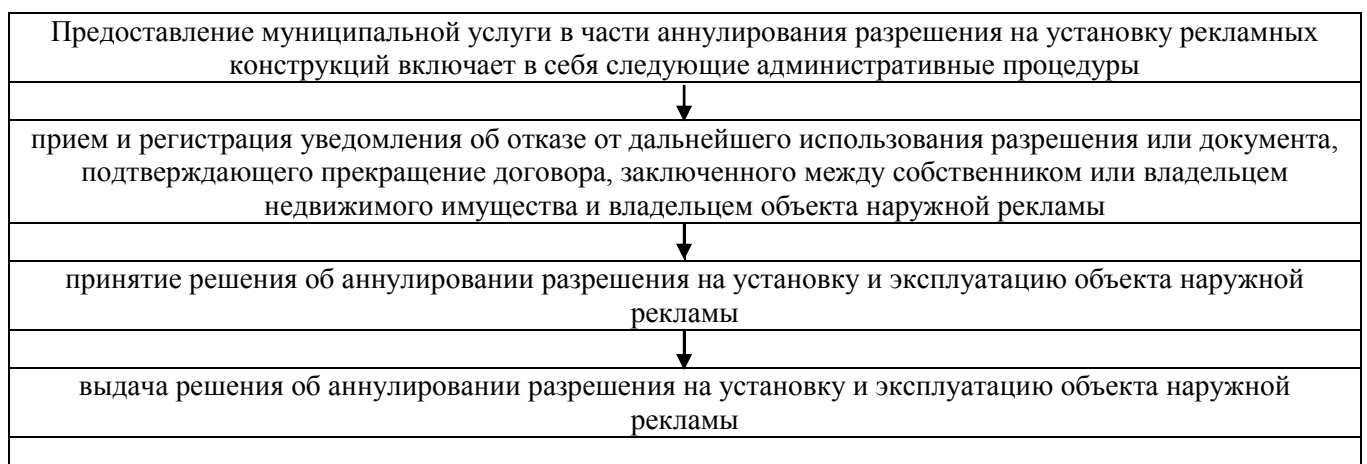 Предоставление муниципальной услуги в части аннулирования разрешения на установку рекламных
конструкций включает в себя следующие административные процедуры
прием и регистрация уведомления об отказе от дальнейшего использования разрешения или документа,
подтверждающего прекращение договора, заключенного между собственником или владельцем
недвижимого имущества и владельцем объекта наружной рекламы
принятие решения об аннулировании разрешения на установку и эксплуатацию объекта наружной
рекламы
выдача решения об аннулировании разрешения на установку и эксплуатацию объекта наружной
рекламы